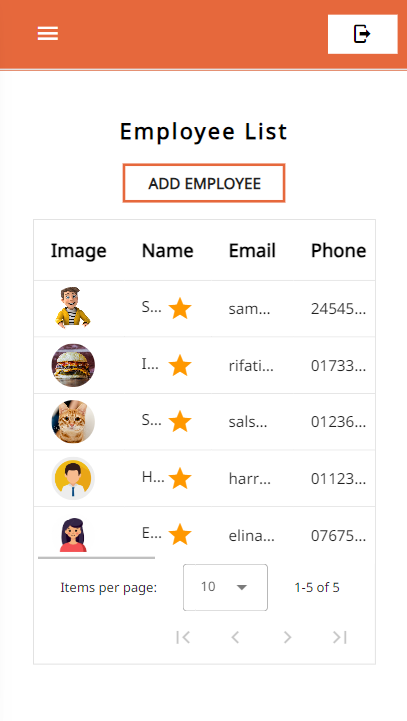 Employee List
ADD EMPLOYEE
Image Name Email Phone
S... sam... 24545...
I... rifati... 01733...
S... sals... 01236...
H... harr... 01123...
E... elina... 07675...
Items per page: 10 1-5 of 5